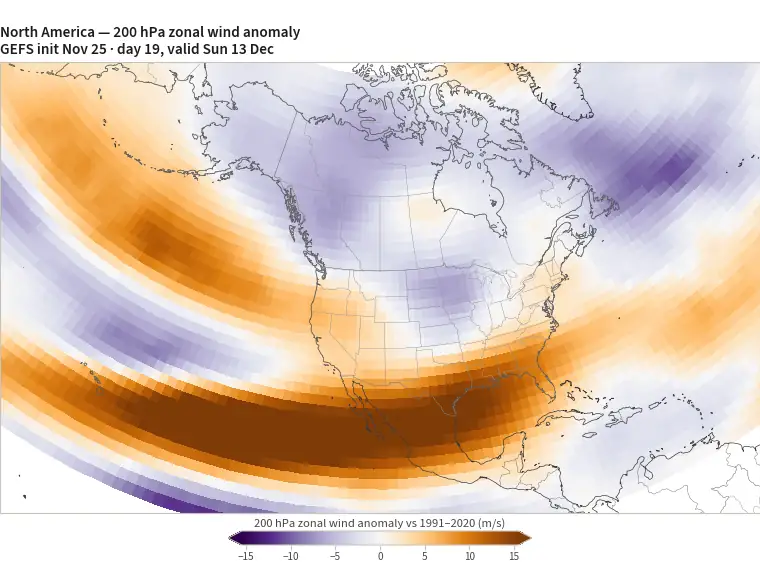 North America — 200 hPa zonal wind anomaly
GEFS init Nov 25 · day 19, valid Sun 13 Dec
200 hPa zonal wind anomaly vs 1991–2020 (m/s)
−15 −10 −5 0 5 10 15